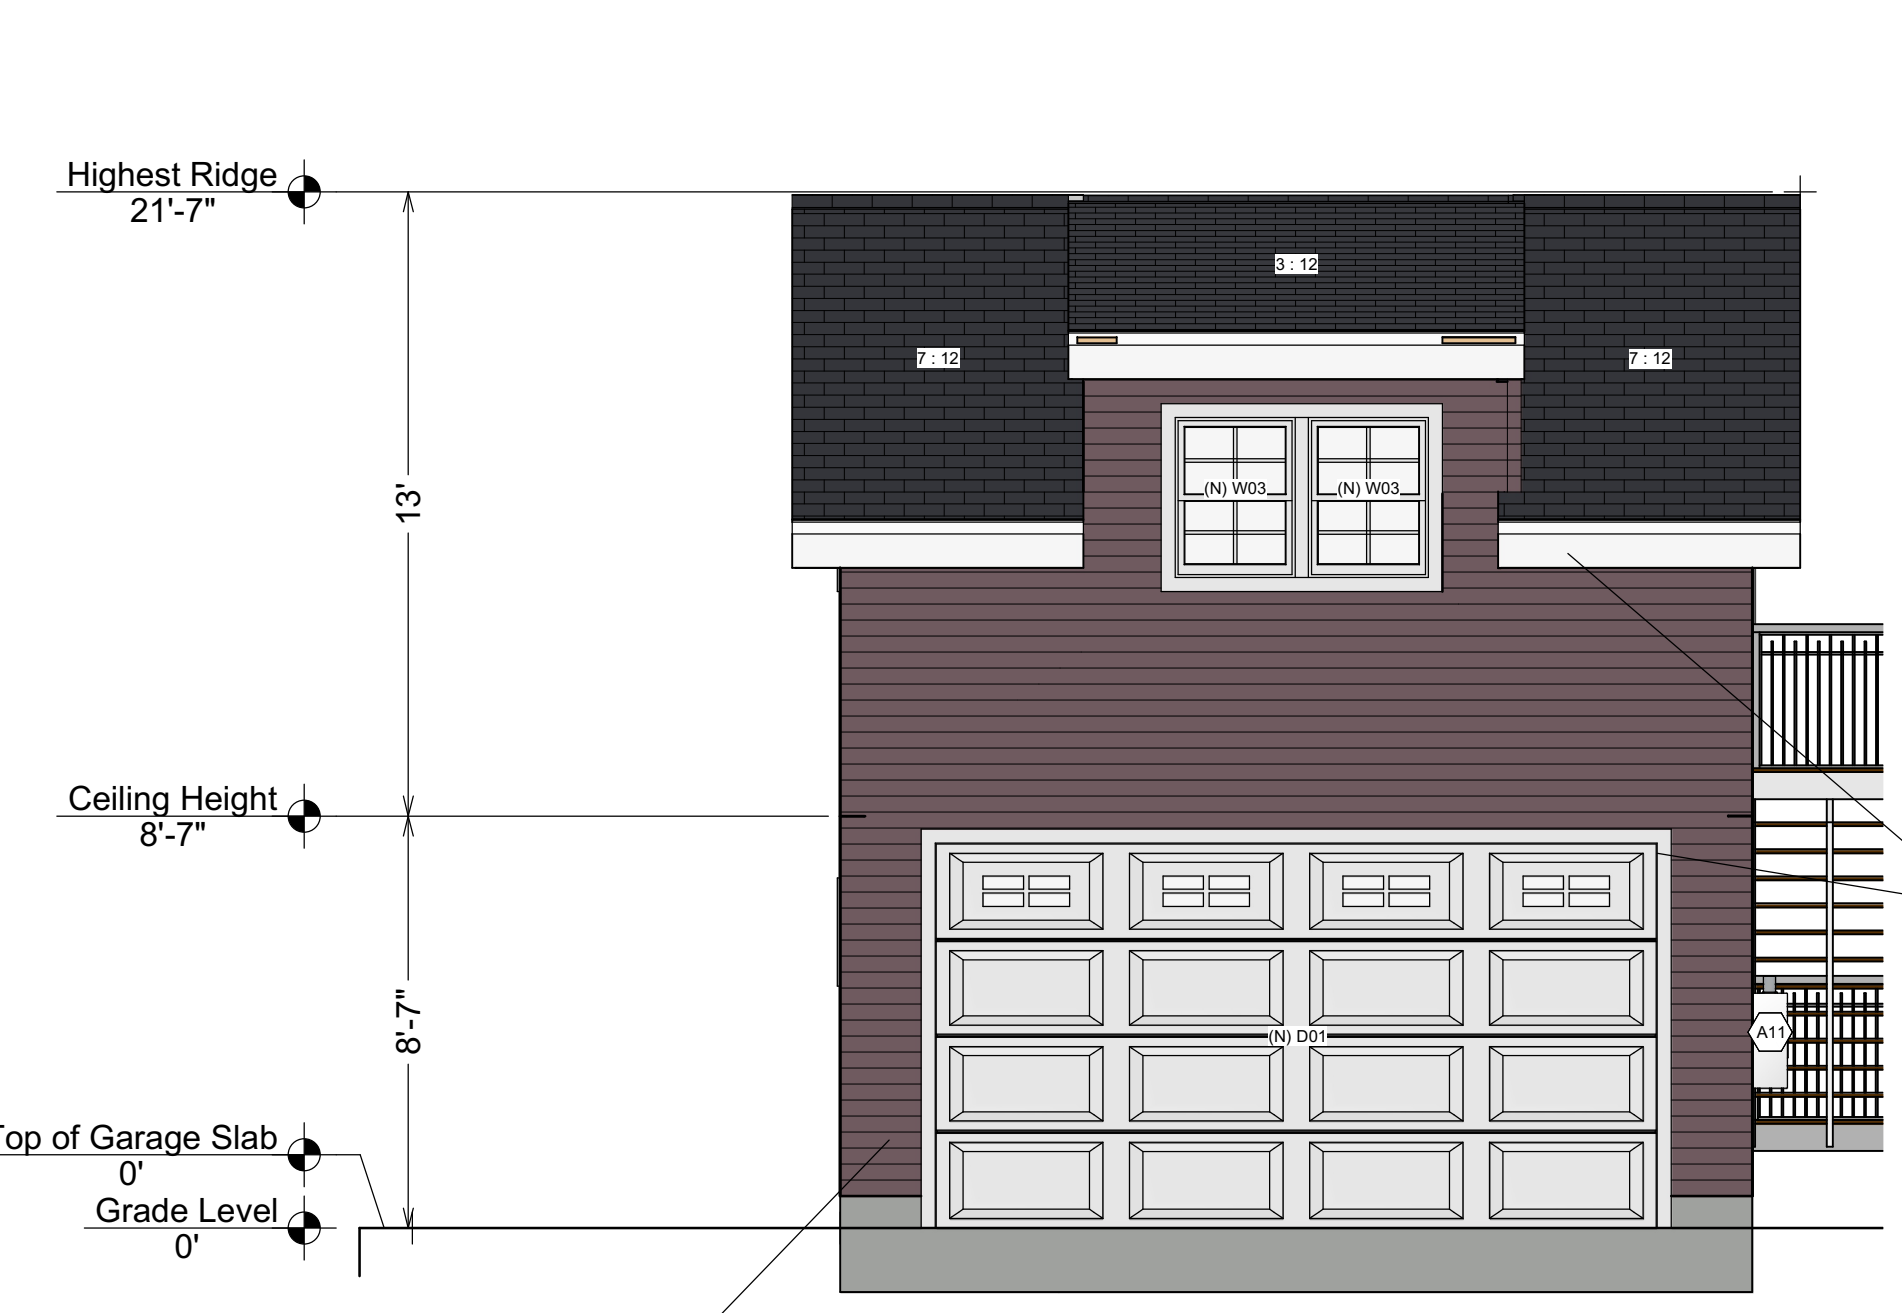 Highest Ridge
21'-7"
3 : 12
7 : 12
7 : 12
13'
(N) W03
(N) W03
Ceiling Height
8'-7"
8'-7"
(N) D01
A11
Top of Garage Slab
0'
Grade Level
0'